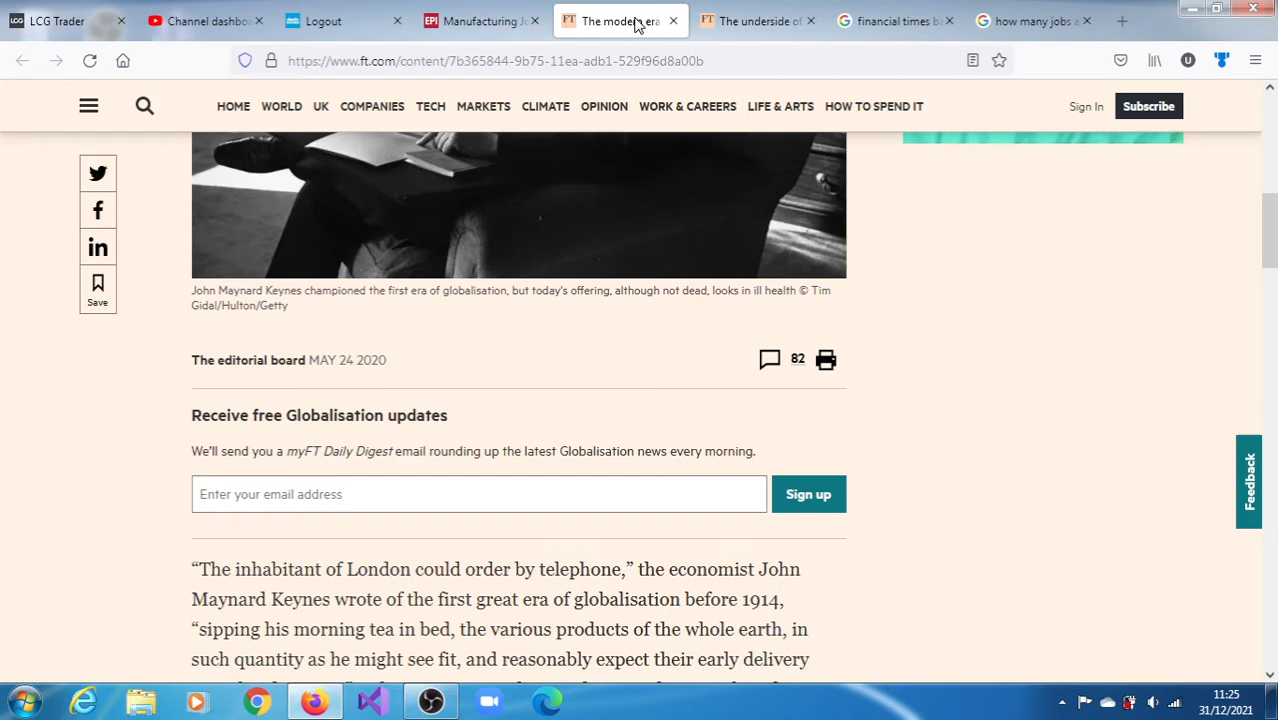 LCG LCG Trader
Channel dashbo
Logout
EPI Manufacturing Jo
FT The modern era
FT The underside of
financial times be
how many jobs a
https://www.ft.com/content/7b365844-9b75-11ea-adb1-529f96d8a00b
HOME WORLD UK COMPANIES TECH MARKETS CLIMATE OPINION WORK & CAREERS LIFE & ARTS HOW TO SPEND IT
Sign In
Subscribe
Save
John Maynard Keynes championed the first era of globalisation, but today's offering, although not dead, looks in ill health © Tim
Gidal/Hulton/Getty
The editorial board MAY 24 2020
82
Receive free Globalisation updates
We'll send you a myFT Daily Digest email rounding up the latest Globalisation news every morning.
Enter your email address
Sign up
Feedback
“The inhabitant of London could order by telephone,” the economist John
Maynard Keynes wrote of the first great era of globalisation before 1914,
“sipping his morning tea in bed, the various products of the whole earth, in
such quantity as he might see fit, and reasonably expect their early delivery
11:25
31/12/2021